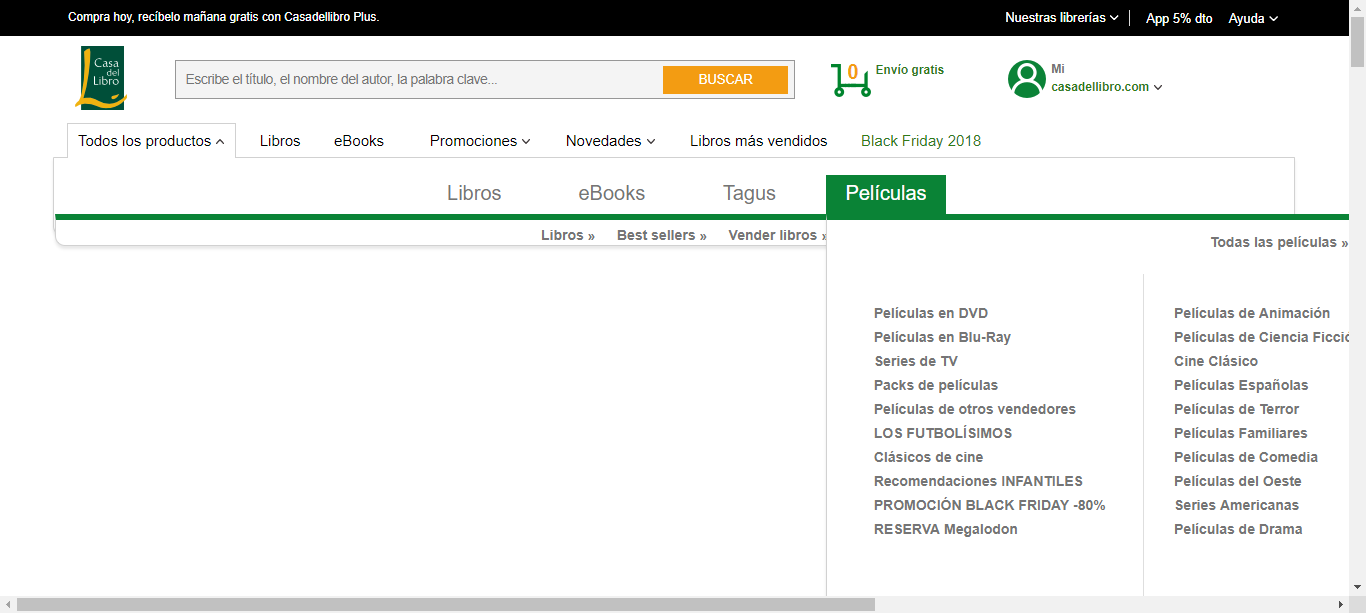 Compra hoy, recíbelo mañana gratis con Casadellibro Plus.
Nuestras librerías
App 5% dto
Ayuda
Casa
del
Libro
Escribe el título, el nombre del autor, la palabra clave...
BUSCAR
0
Envío gratis
Mi
casadellibro.com
Todos los productos
Libros
eBooks
Promociones
Novedades
Libros más vendidos
Black Friday 2018
Libros
eBooks
Tagus
Películas
Libros »
Best sellers »
Vender libros »
Todas las películas »
Películas en DVD
Películas en Blu-Ray
Series de TV
Packs de películas
Películas de otros vendedores
LOS FUTBOLÍSIMOS
Clásicos de cine
Recomendaciones INFANTILES
PROMOCIÓN BLACK FRIDAY -80%
RESERVA Megalodon
Películas de Animación
Películas de Ciencia Ficció
Cine Clásico
Películas Españolas
Películas de Terror
Películas Familiares
Películas de Comedia
Películas del Oeste
Series Americanas
Películas de Drama